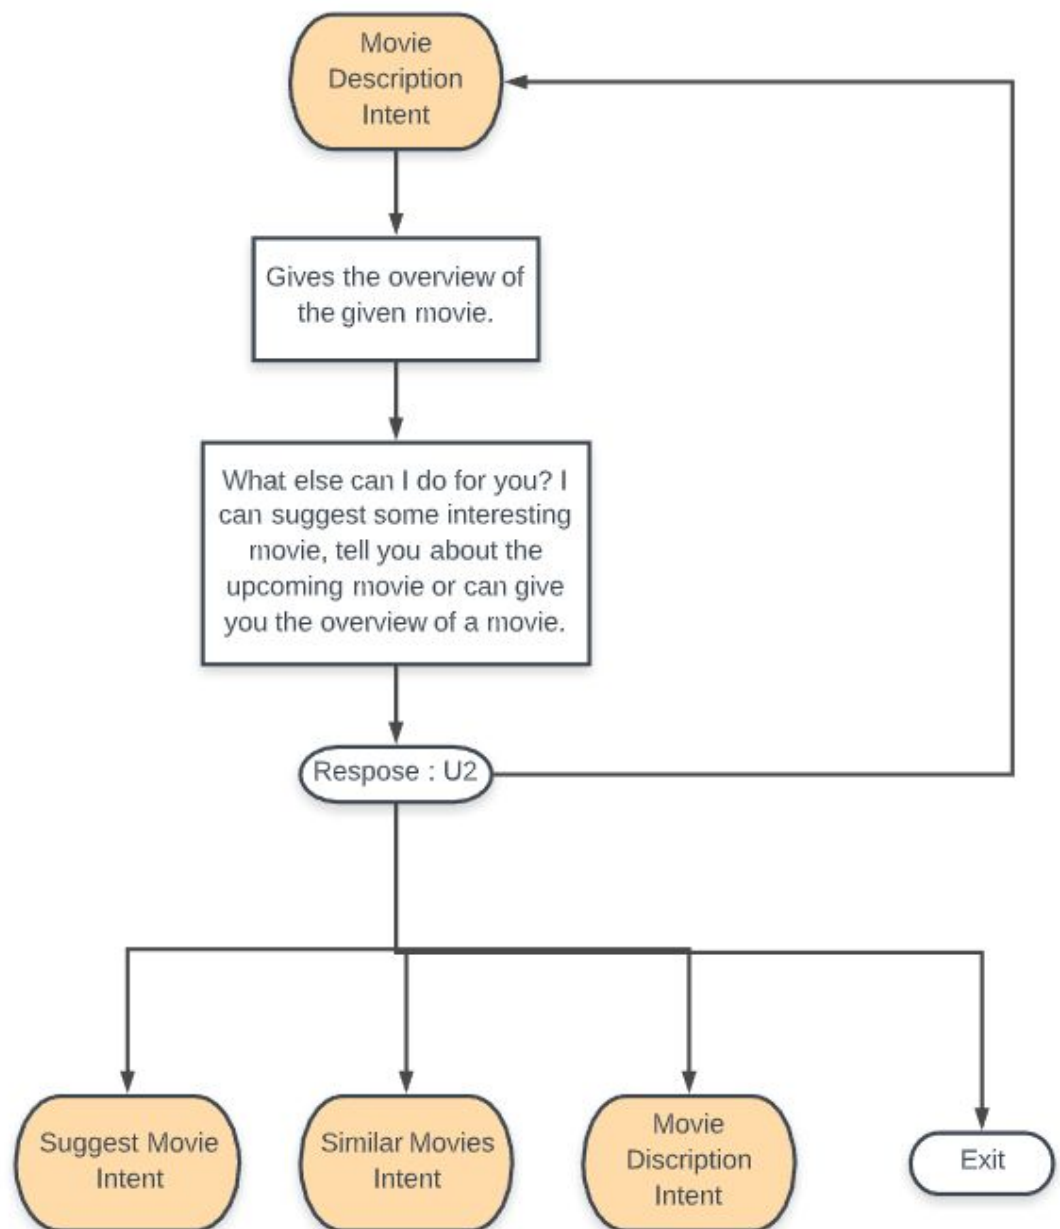 Movie
Description
Intent
Gives the overview of
the given movie.
What else can I do for you? I
can suggest some interesting
movie, tell you about the
upcoming movie or can give
you the overview of a movie.
Respose : U2
Suggest Movie
Intent
Similar Movies
Intent
Movie
Discription
Intent
Exit